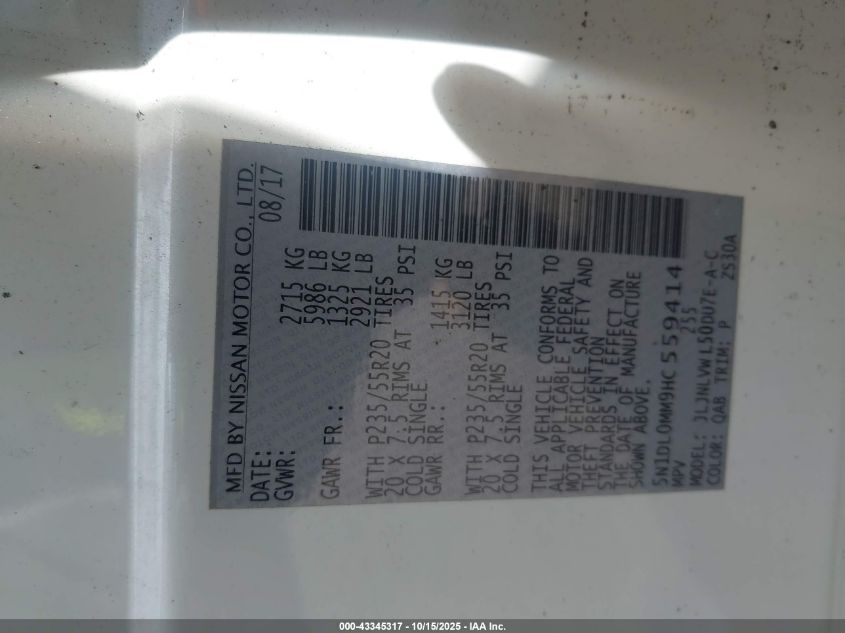 MFD BY NISSAN MOTOR CO., LTD.
DATE: 08/17
GVWR: 2715 KG
5986 LB
GAWR FR.: 1325 KG
2921 LB
WITH P235/55R20 TIRES
20 X 7.5 RIMS AT 35 PSI
COLD SINGLE
GAWR RR.: 1415 KG
3120 LB
WITH P235/55R20 TIRES
20 X 7.5 RIMS AT 35 PSI
COLD SINGLE
THIS VEHICLE CONFORMS TO
ALL APPLICABLE FEDERAL
MOTOR VEHICLE SAFETY AND
THEFT PREVENTION
STANDARDS IN EFFECT ON
THE DATE OF MANUFACTURE
SHOWN ABOVE.
5N1DL0MM9HC559414
MPV 255
MODEL: JLJNLVWL50DU7E-A-C
COLOR: QAB TRIM: P 2S30A
000-43345317 - 10/15/2025 - IAA Inc.